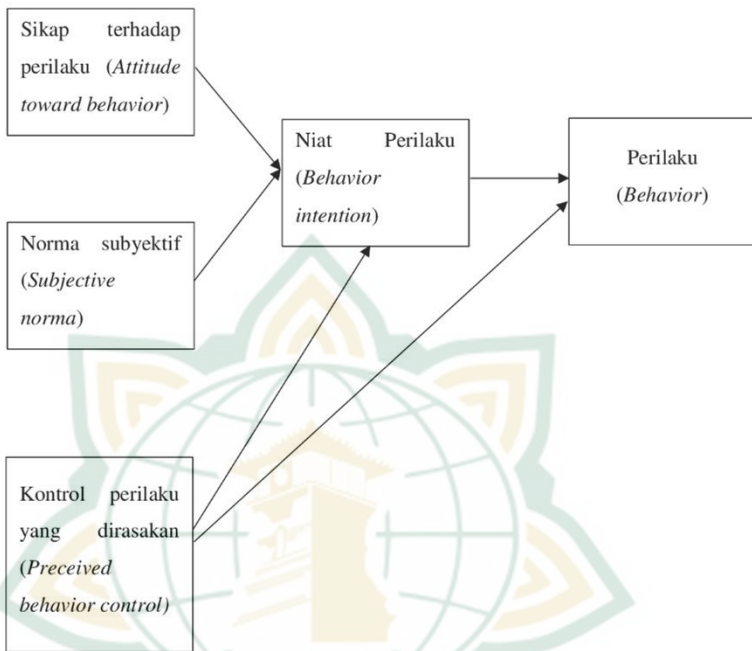 Sikap terhadap
perilaku (Attitude
toward behavior)
Norma subyektif
(Subjective
norma)
Kontrol perilaku
yang dirasakan
(Preceived
behavior control)
Niat Perilaku
(Behavior
intention)
Perilaku
(Behavior)